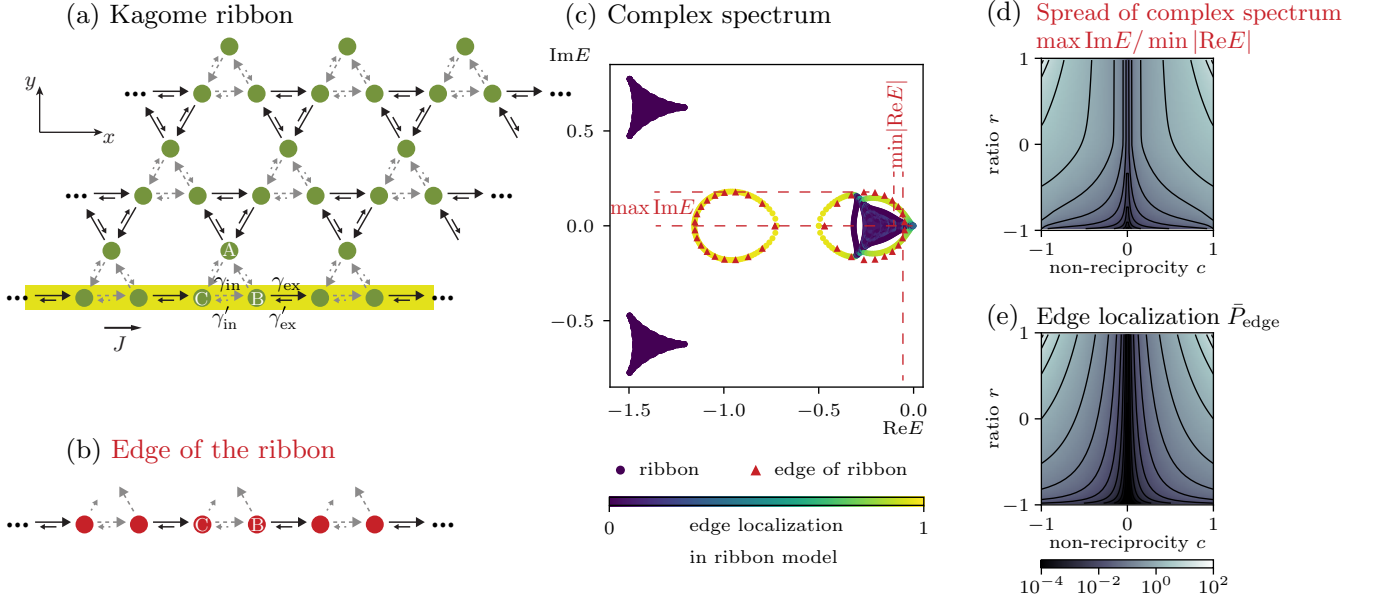 (a) Kagome ribbon
y
x
A
C
B
γin
γex
γ′in
γ′ex
J
(b) Edge of the ribbon
C
B
(c) Complex spectrum
ImE
0.5
0.0
−0.5
max ImE
min|ReE|
−1.5
−1.0
−0.5
0.0
ReE
ribbon
edge of ribbon
0
edge localization
1
in ribbon model
(d) Spread of complex spectrum
max ImE/ min |ReE|
1
0
−1
ratio r
−1
0
1
non-reciprocity c
(e) Edge localization P̄edge
1
0
−1
ratio r
−1
0
1
non-reciprocity c
10⁻⁴
10⁻²
10⁰
10²